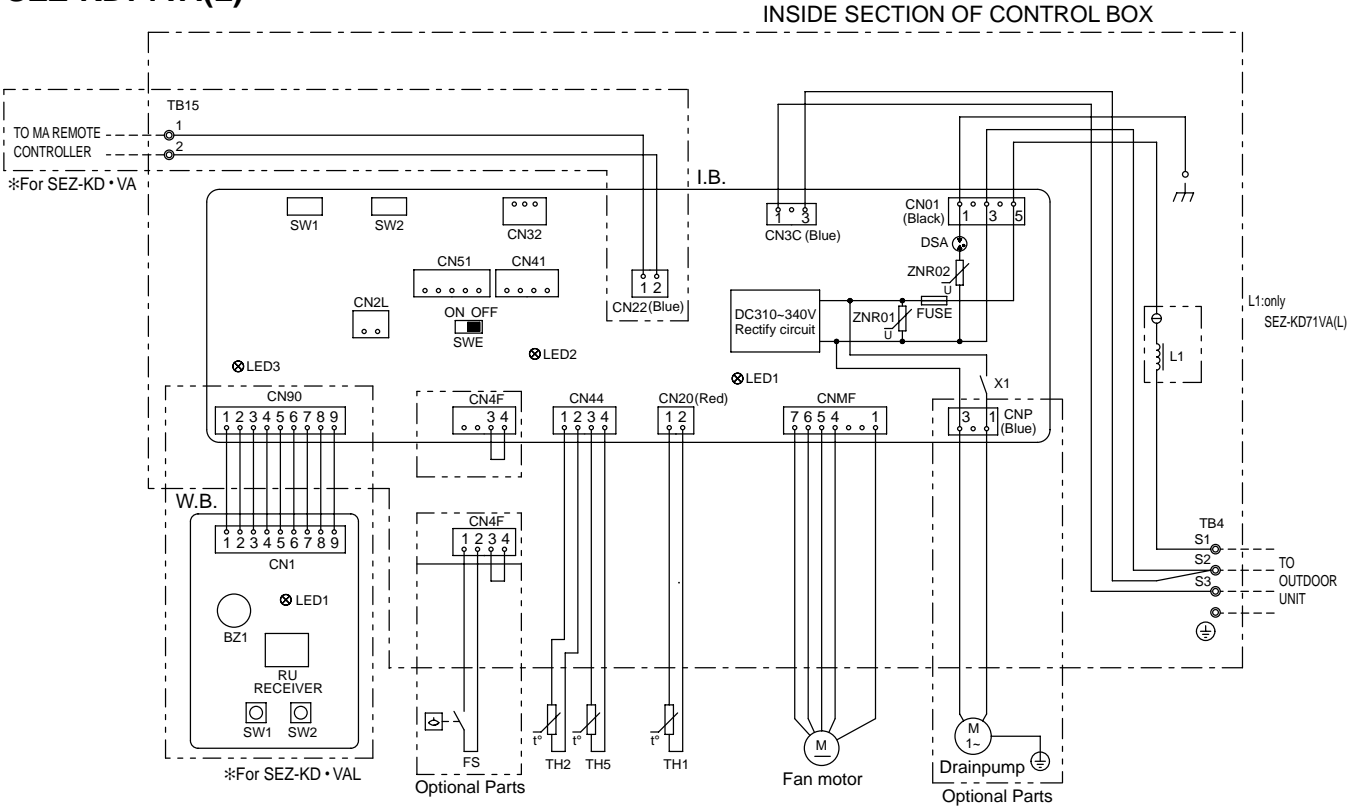 INSIDE SECTION OF CONTROL BOX
TB15
TO MA REMOTE
CONTROLLER
1
2
✻For SEZ-KD・VA
I.B.
SW1
SW2
CN32
CN51
CN41
CN2L
ON OFF
SWE
1 2
CN22(Blue)
1 3
CN3C (Blue)
CN01
(Black)
1 3 5
DSA
ZNR02
U
DC310~340V
Rectify circuit
ZNR01
U
FUSE
L1
L1:only
SEZ-KD71VA(L)
LED3
LED2
LED1
X1
CN90
1 2 3 4 5 6 7 8 9
CN4F
3 4
CN44
1 2 3 4
CN20(Red)
1 2
CNMF
7 6 5 4 1
3 1
CNP
(Blue)
W.B.
1 2 3 4 5 6 7 8 9
CN1
LED1
BZ1
RU
RECEIVER
SW1
SW2
✻For SEZ-KD・VAL
CN4F
1 2 3 4
FS
Optional Parts
t°
TH2
t°
TH5
t°
TH1
M
Fan motor
M
1~
Drainpump
Optional Parts
TB4
S1
S2
S3
TO
OUTDOOR
UNIT